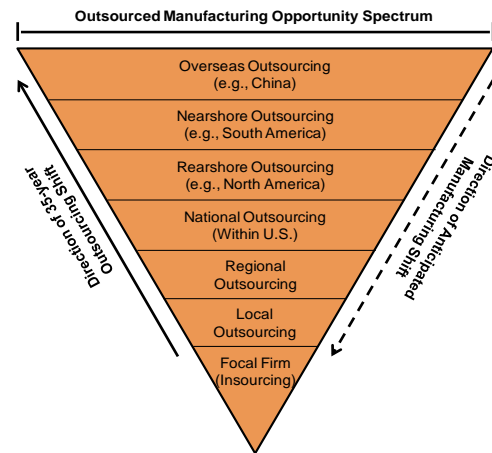 Outsourced Manufacturing Opportunity Spectrum
Overseas Outsourcing
(e.g., China)
Nearshore Outsourcing
(e.g., South America)
Rearshore Outsourcing
(e.g., North America)
National Outsourcing
(Within U.S.)
Regional
Outsourcing
Local
Outsourcing
Focal Firm
(Insourcing)
Direction of 35-year
Outsourcing Shift
Direction of Anticipated
Manufacturing Shift